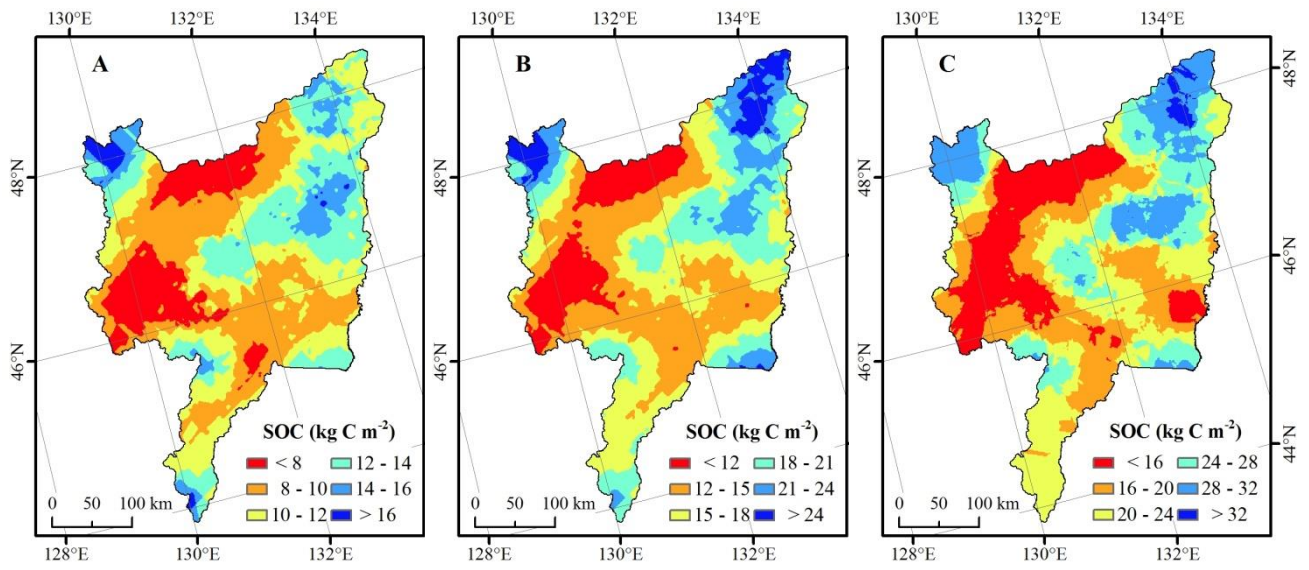 130°E 132°E 134°E 130°E 132°E 134°E 130°E 132°E 134°E
A B C
48°N 48°N 48°N
46°N
46°N 46°N
44°N
SOC (kg C m⁻²) SOC (kg C m⁻²) SOC (kg C m⁻²)
< 8 12 - 14 < 12 18 - 21 < 16 24 - 28
8 - 10 14 - 16 12 - 15 21 - 24 16 - 20 28 - 32
10 - 12 > 16 15 - 18 > 24 20 - 24 > 32
0 50 100 km 0 50 100 km 0 50 100 km
128°E 130°E 132°E 128°E 130°E 132°E 128°E 130°E 132°E